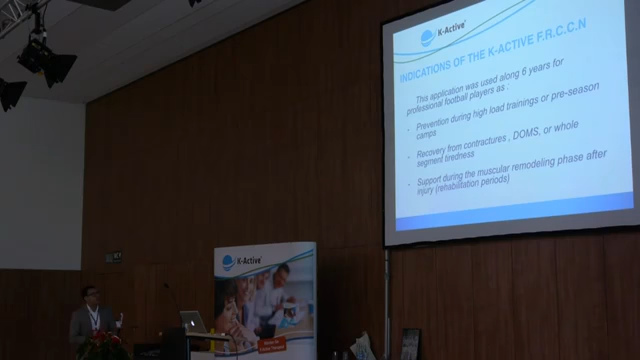 K-Active
INDICATIONS OF THE K-ACTIVE F.R.C.C.N
This application was used along 6 years for
professional football players as :
- Prevention during high load trainings or pre-season
camps
- Recovery from contractures , DOMS, or whole
segment tiredness
- Support during the muscular remodeling phase after
injury (rehabilitation periods)
K-Active